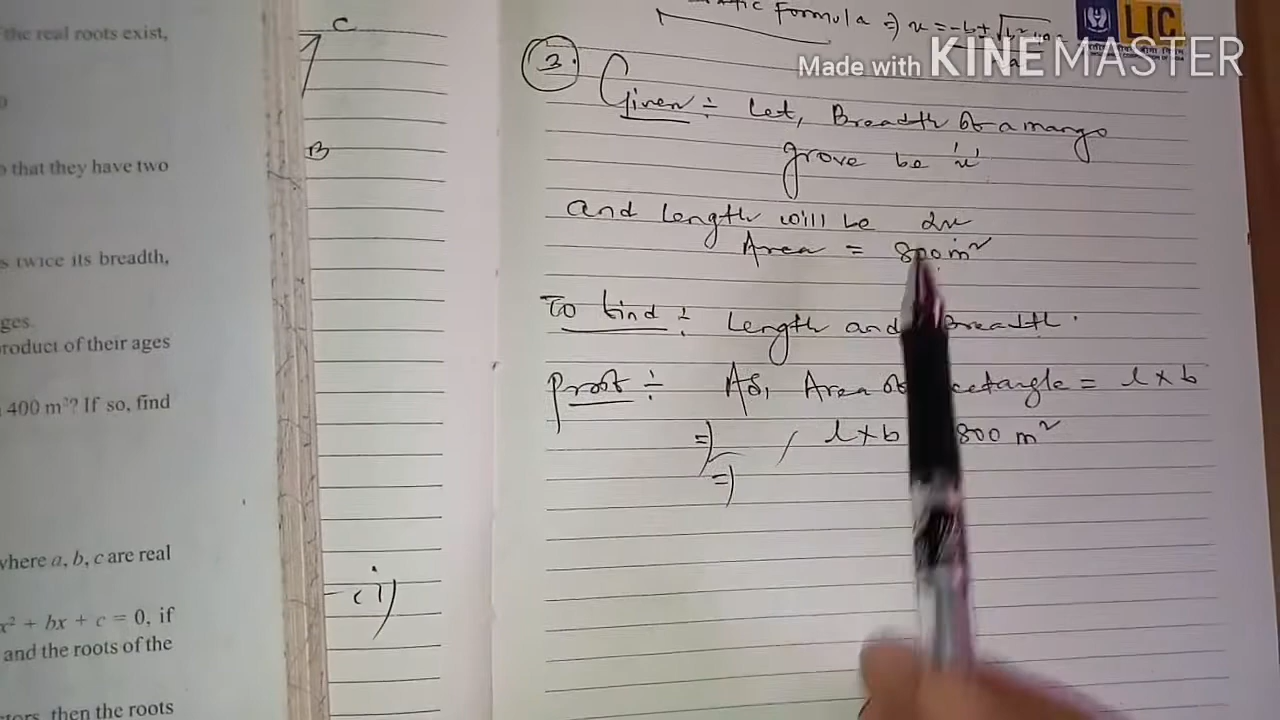 the real roots exist,
that they have two
s twice its breadth,
ges.
product of their ages
400 m²? If so, find
where a, b, c are real
x² + bx + c = 0, if
and the roots of the
then the roots
C
B
(i)
Formula ⇒ x = -b ±
LIC
Made with KINEMASTER
3.
Given ÷ Let, Breadth of a mango
grove be 'x'
and Length will be 2x
Area = 800 m²
To find ÷ Length and Breadth.
Proof ÷ As, Area of rectangle = l × b
⇒ l × b 800 m²
⇒